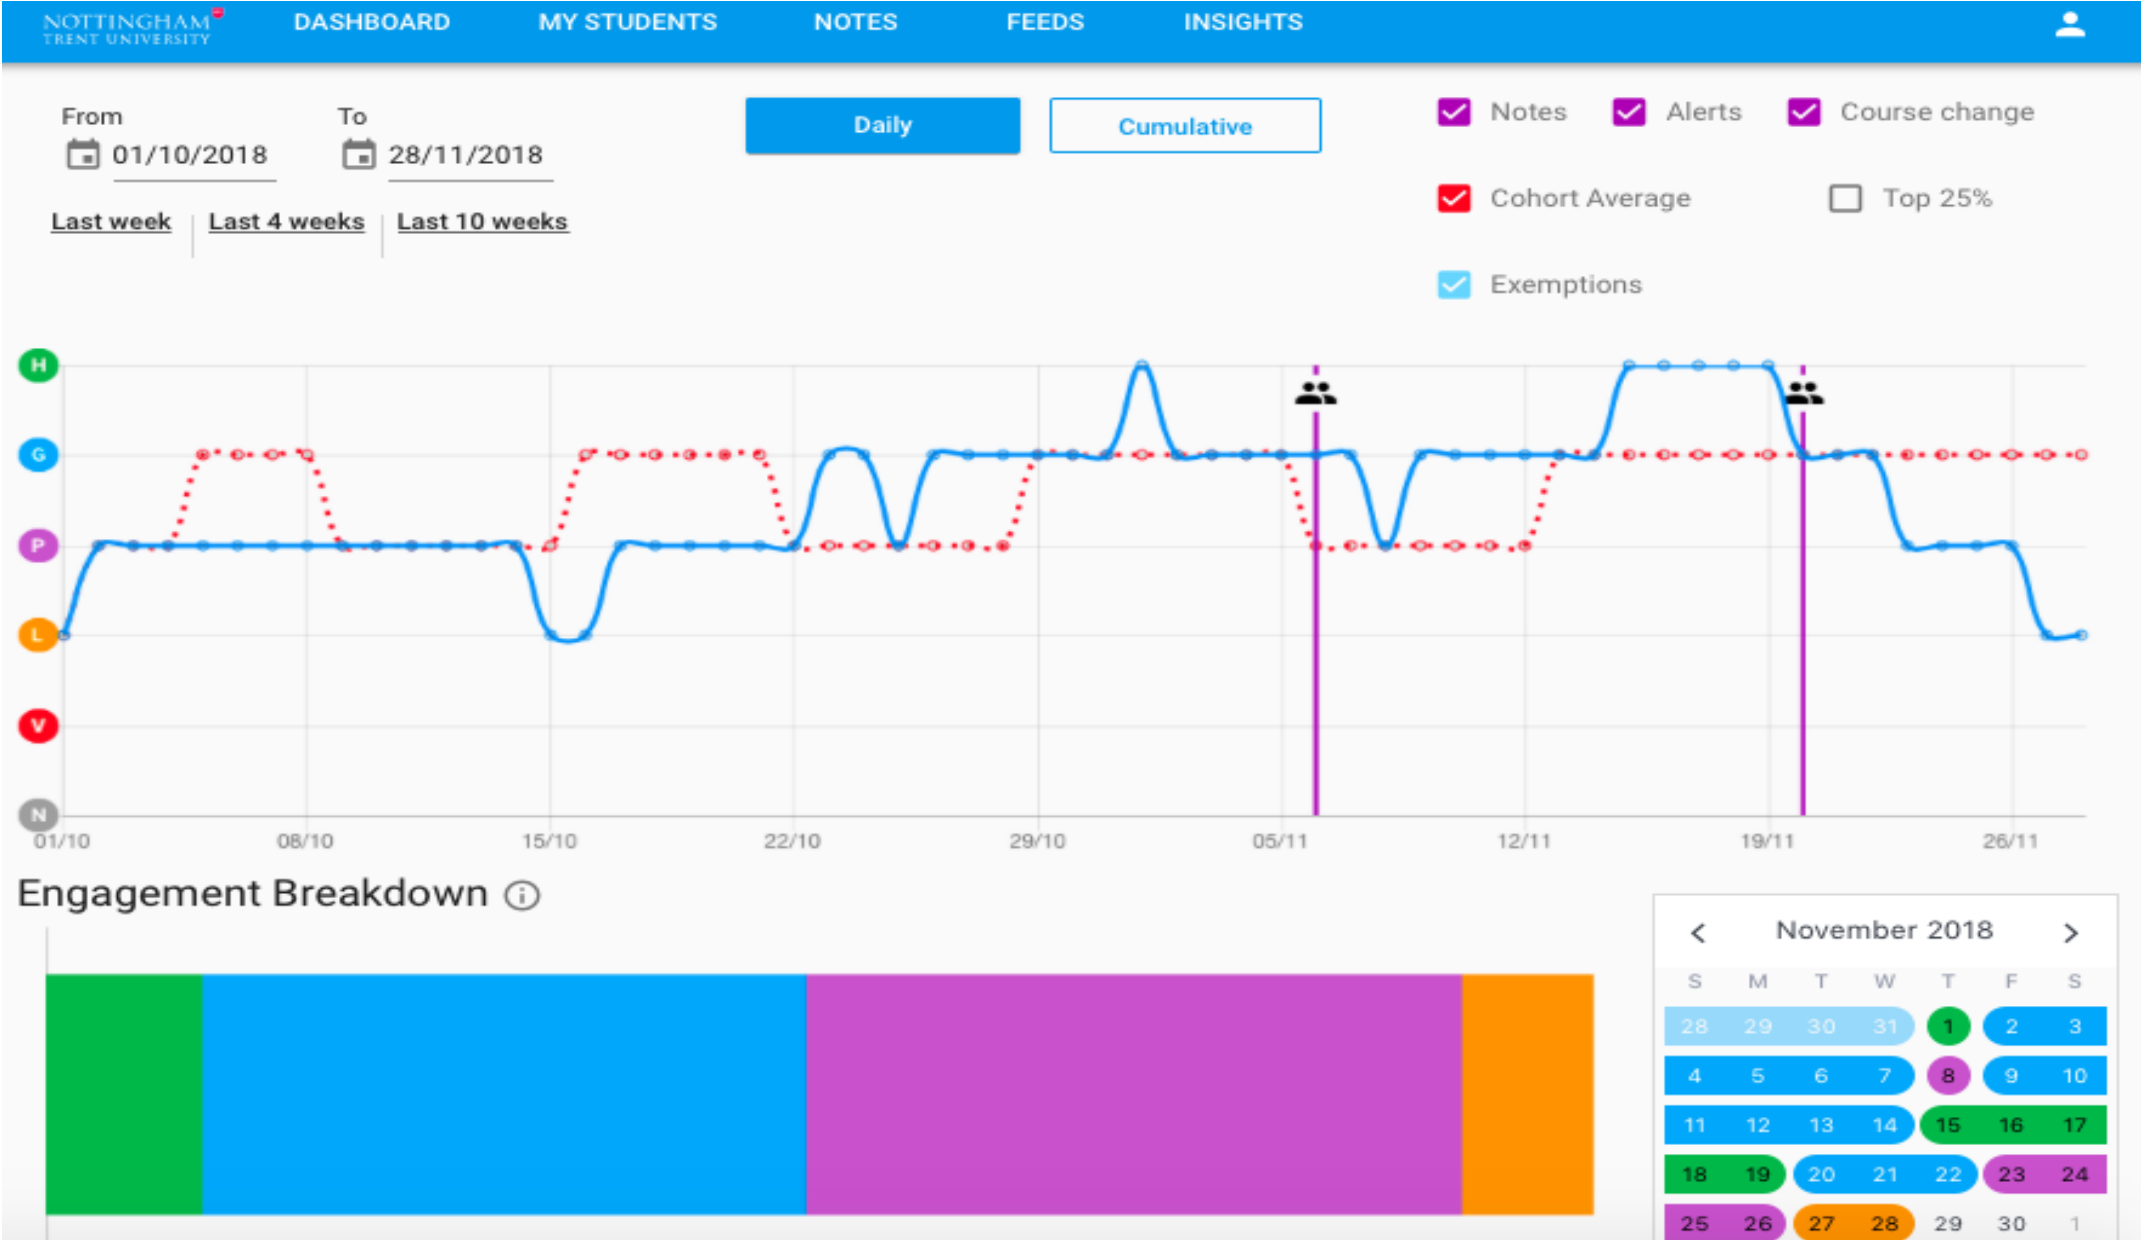 NOTTINGHAM
TRENT UNIVERSITY
DASHBOARD MY STUDENTS NOTES FEEDS INSIGHTS
From To
01/10/2018 28/11/2018
Last week Last 4 weeks Last 10 weeks
Daily Cumulative
Notes Alerts Course change
Cohort Average Top 25%
Exemptions
H
G
P
L
V
N
01/10 08/10 15/10 22/10 29/10 05/11 12/11 19/11 26/11
Engagement Breakdown i
< November 2018 >
S M T W T F S
28 29 30 31 1 2 3
4 5 6 7 8 9 10
11 12 13 14 15 16 17
18 19 20 21 22 23 24
25 26 27 28 29 30 1